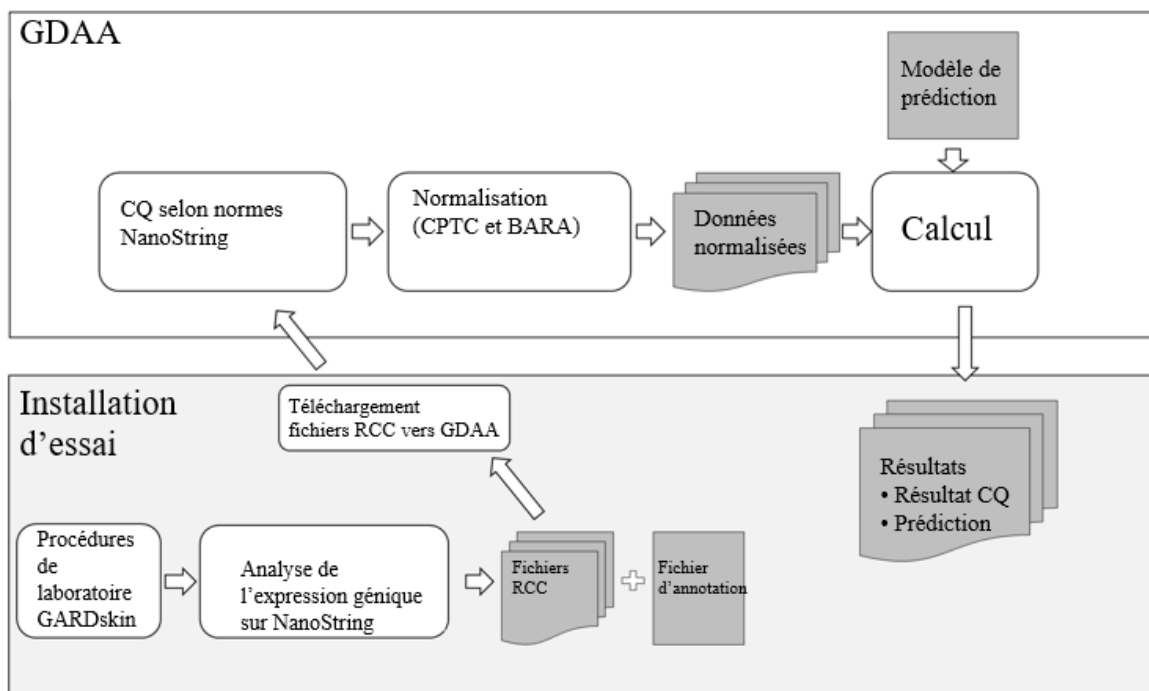 GDAA
Modèle de
prédiction
CQ selon normes
NanoString
Normalisation
(CPTC et BARA)
Données
normalisées
Calcul
Installation
d’essai
Téléchargement
fichiers RCC vers GDAA
Résultats
• Résultat CQ
• Prédiction
Procédures
de
laboratoire
GARDskin
Analyse de
l’expression génique
sur NanoString
Fichiers
RCC
Fichier
d’annotation